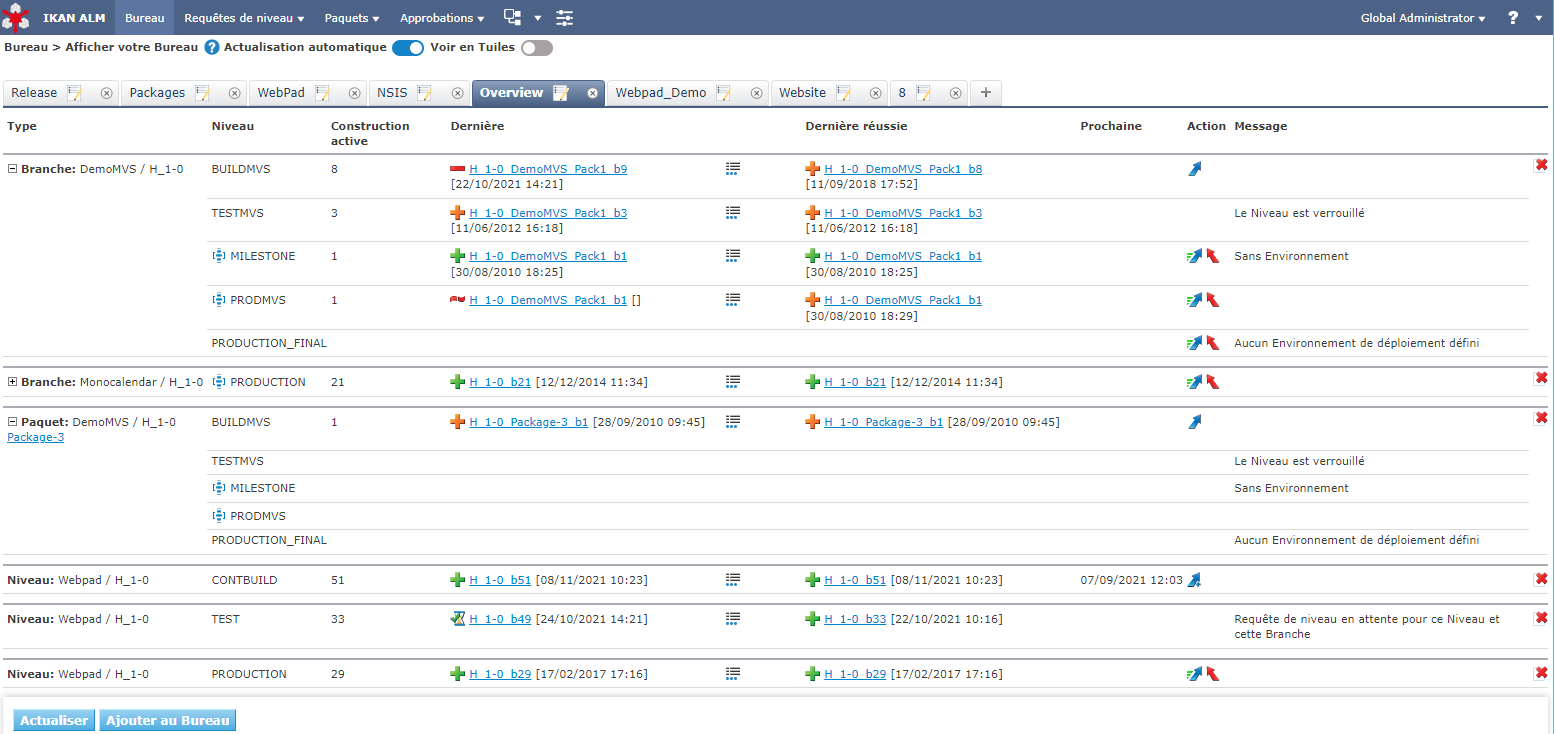 IKAN ALM Bureau Requêtes de niveau Paquets Approbations Global Administrator ?
Bureau > Afficher votre Bureau ? Actualisation automatique Voir en Tuiles
Release Packages WebPad NSIS Overview Webpad_Demo Website 8 +
Type Niveau Construction active Dernière Dernière réussie Prochaine Action Message
Branche: DemoMVS / H_1-0 BUILDMVS 8 H_1-0_DemoMVS_Pack1_b9 H_1-0_DemoMVS_Pack1_b8
[22/10/2021 14:21] [11/09/2018 17:52]
TESTMVS 3 H_1-0_DemoMVS_Pack1_b3 H_1-0_DemoMVS_Pack1_b3 Le Niveau est verrouillé
[11/06/2012 16:18] [11/06/2012 16:18]
MILESTONE 1 H_1-0_DemoMVS_Pack1_b1 H_1-0_DemoMVS_Pack1_b1 Sans Environnement
[30/08/2010 18:25] [30/08/2010 18:25]
PRODMVS 1 H_1-0_DemoMVS_Pack1_b1 [] H_1-0_DemoMVS_Pack1_b1
[30/08/2010 18:29]
PRODUCTION_FINAL Aucun Environnement de déploiement défini
Branche: Monocalendar / H_1-0 PRODUCTION 21 H_1-0_b21 [12/12/2014 11:34] H_1-0_b21 [12/12/2014 11:34]
Paquet: DemoMVS / H_1-0 BUILDMVS 1 H_1-0_Package-3_b1 [28/09/2010 09:45] H_1-0_Package-3_b1 [28/09/2010 09:45]
Package-3
TESTMVS Le Niveau est verrouillé
MILESTONE Sans Environnement
PRODMVS
PRODUCTION_FINAL Aucun Environnement de déploiement défini
Niveau: Webpad / H_1-0 CONTBUILD 51 H_1-0_b51 [08/11/2021 10:23] H_1-0_b51 [08/11/2021 10:23] 07/09/2021 12:03
Niveau: Webpad / H_1-0 TEST 33 H_1-0_b49 [24/10/2021 14:21] H_1-0_b33 [22/10/2021 10:16] Requête de niveau en attente pour ce Niveau et
cette Branche
Niveau: Webpad / H_1-0 PRODUCTION 29 H_1-0_b29 [17/02/2017 17:16] H_1-0_b29 [17/02/2017 17:16]
Actualiser Ajouter au Bureau